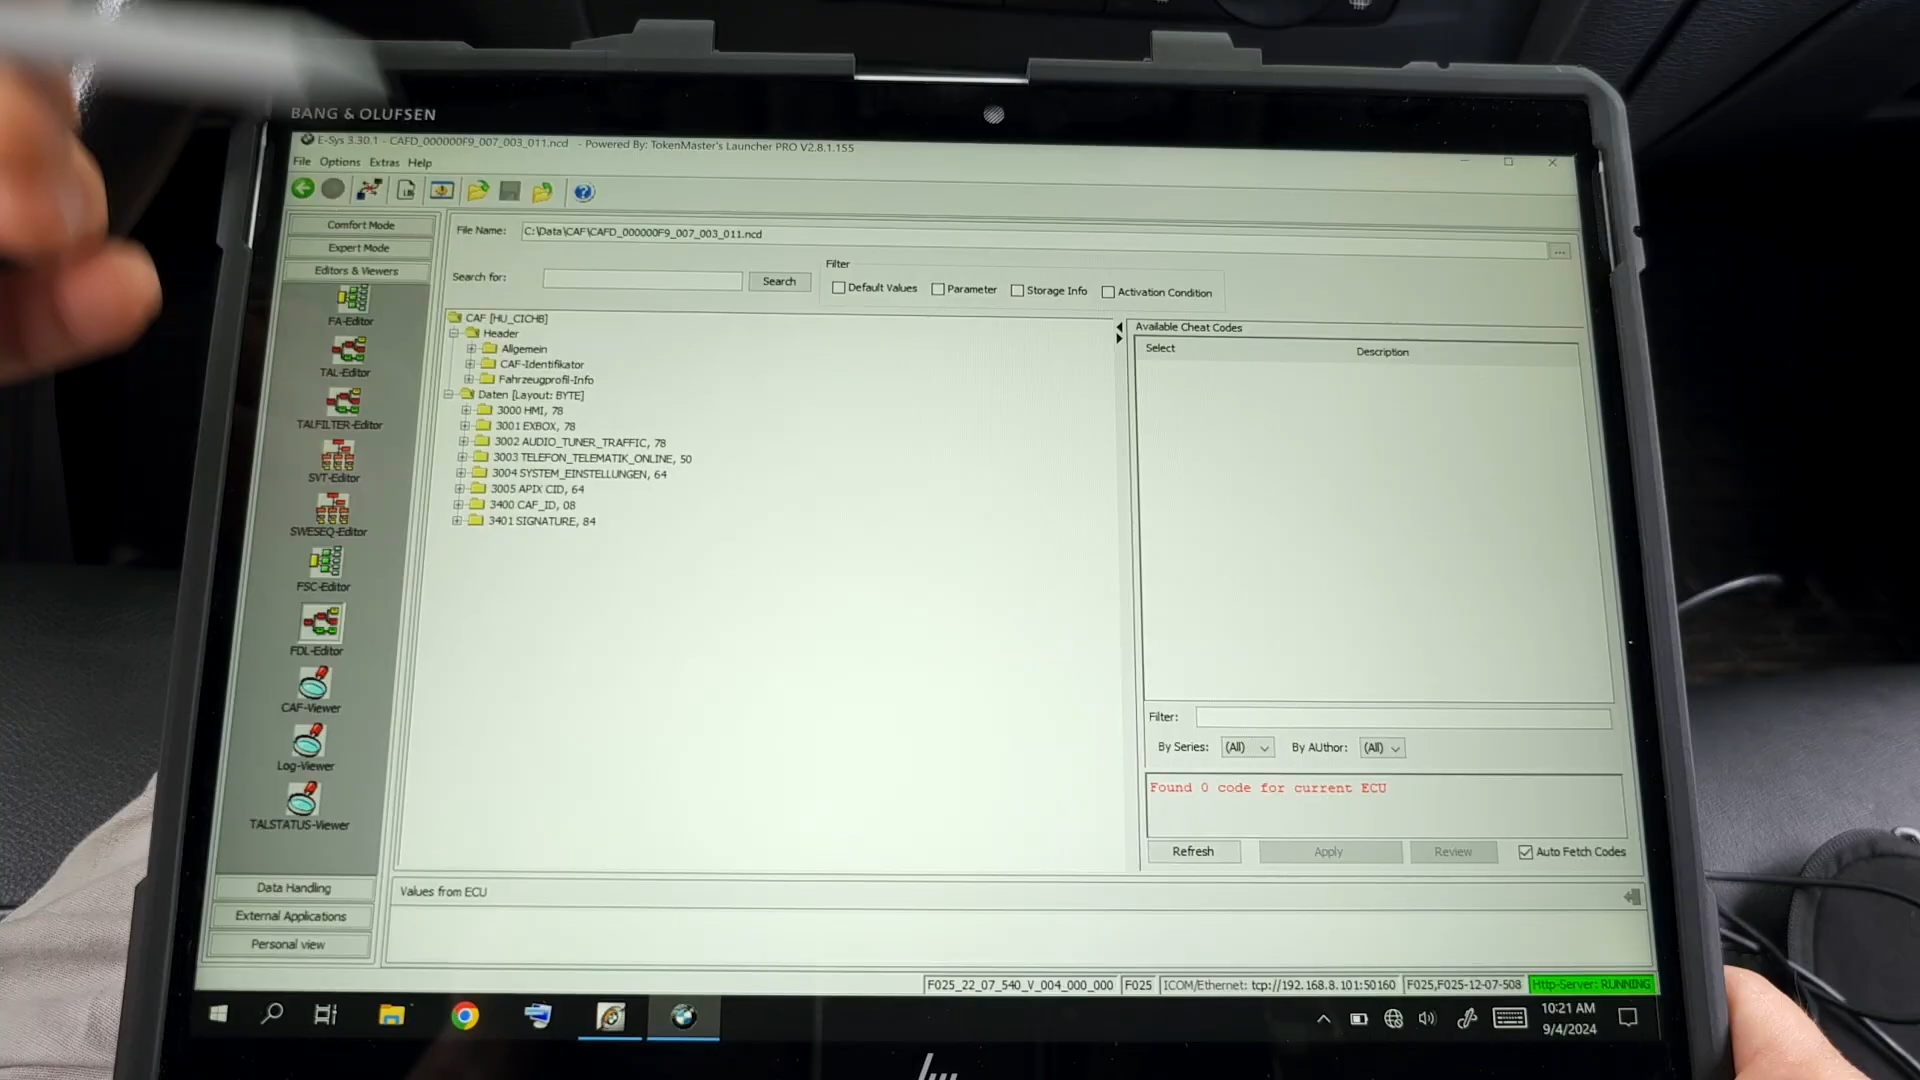 BANG & OLUFSEN
E-Sys 3.30.1 - CAFD_000000F9_007_003_011.ncd - Powered By: TokenMaster's Launcher PRO V2.8.1.155
File Options Extras Help
Comfort Mode
Expert Mode
Editors & Viewers
FA-Editor
TAL-Editor
TALFILTER-Editor
SVT-Editor
SWESEQ-Editor
FSC-Editor
FDL-Editor
CAF-Viewer
Log-Viewer
TALSTATUS-Viewer
Data Handling
External Applications
Personal view
File Name: C:\Data\CAF\CAFD_000000F9_007_003_011.ncd
Search for: Search
Filter
Default Values Parameter Storage Info Activation Condition
CAF [HU_CICHB]
Header
Allgemein
CAF-Identifikator
Fahrzeugprofil-Info
Daten [Layout: BYTE]
3000 HMI, 78
3001 EXBOX, 78
3002 AUDIO_TUNER_TRAFFIC, 78
3003 TELEFON_TELEMATIK_ONLINE, 50
3004 SYSTEM_EINSTELLUNGEN, 64
3005 APIX CID, 64
3400 CAF_ID, 08
3401 SIGNATURE, 84
Available Cheat Codes
Select Description
Filter:
By Series: (All) By AUthor: (All)
Found 0 code for current ECU
Refresh Apply Review Auto Fetch Codes
Values from ECU
F025_22_07_540_V_004_000_000 F025 ICOM/Ethernet: tcp://192.168.8.101:50160 F025,F025-12-07-508 Http-Server: RUNNING
10:21 AM
9/4/2024
hp